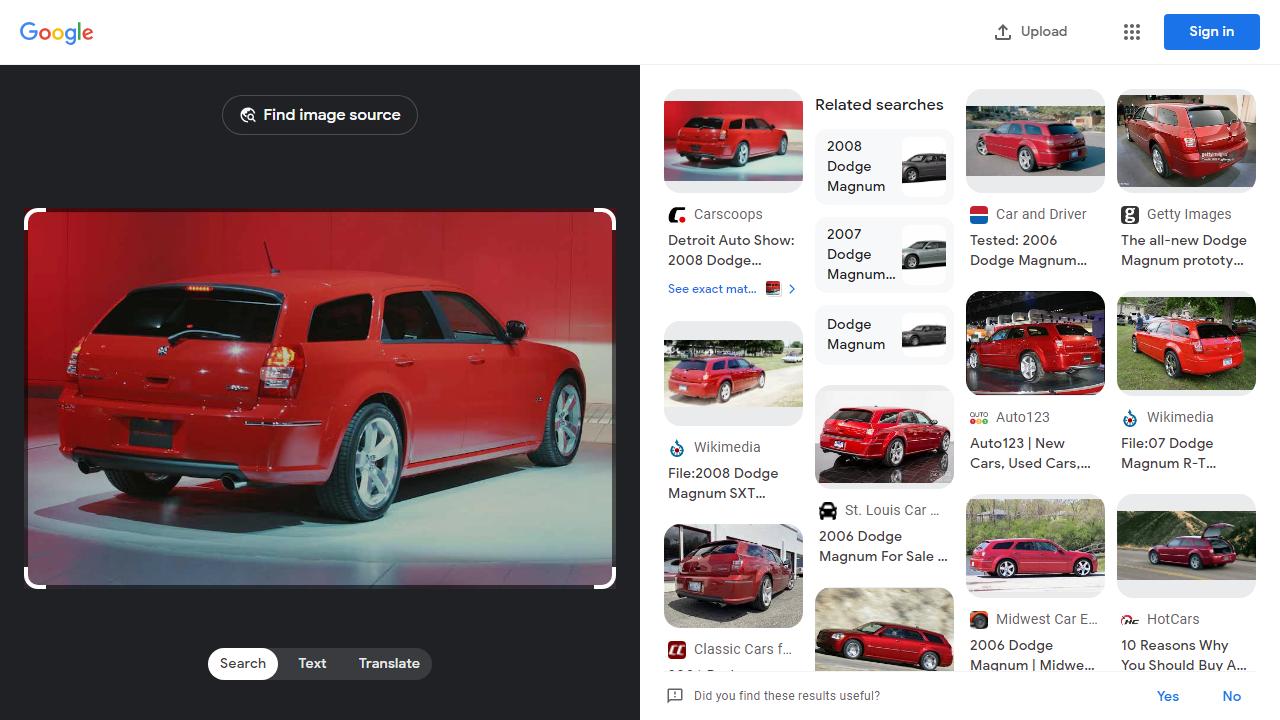 Google
Upload
Sign in
Find image source
Search
Text
Translate
Carscoops
Detroit Auto Show:
2008 Dodge...
See exact mat...
Wikimedia
File:2008 Dodge
Magnum SXT...
Classic Cars f...
Related searches
2008
Dodge
Magnum
2007
Dodge
Magnum...
Dodge
Magnum
St. Louis Car ...
2006 Dodge
Magnum For Sale ...
Car and Driver
Tested: 2006
Dodge Magnum...
Auto123
Auto123 | New
Cars, Used Cars,...
Midwest Car E...
2006 Dodge
Magnum | Midwe...
Getty Images
The all-new Dodge
Magnum prototy...
Wikimedia
File:07 Dodge
Magnum R-T...
HotCars
10 Reasons Why
You Should Buy A...
Did you find these results useful?
Yes
No